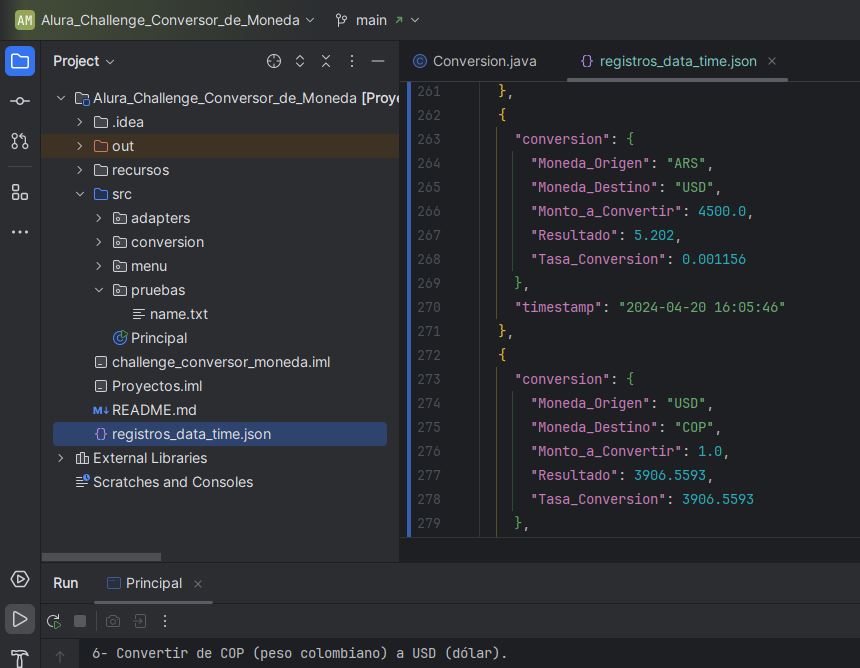 AM Alura_Challenge_Conversor_de_Moneda main
Project
Alura_Challenge_Conversor_de_Moneda [Proye
.idea
out
recursos
src
adapters
conversion
menu
pruebas
name.txt
Principal
challenge_conversor_moneda.iml
Proyectos.iml
M↓ README.md
{} registros_data_time.json
External Libraries
Scratches and Consoles
Conversion.java {} registros_data_time.json
261 },
262 {
263 "conversion": {
264 "Moneda_Origen": "ARS",
265 "Moneda_Destino": "USD",
266 "Monto_a_Convertir": 4500.0,
267 "Resultado": 5.202,
268 "Tasa_Conversion": 0.001156
269 },
270 "timestamp": "2024-04-20 16:05:46"
271 },
272 {
273 "conversion": {
274 "Moneda_Origen": "USD",
275 "Moneda_Destino": "COP",
276 "Monto_a_Convertir": 1.0,
277 "Resultado": 3906.5593,
278 "Tasa_Conversion": 3906.5593
279 },
Run Principal
6- Convertir de COP (peso colombiano) a USD (dólar).